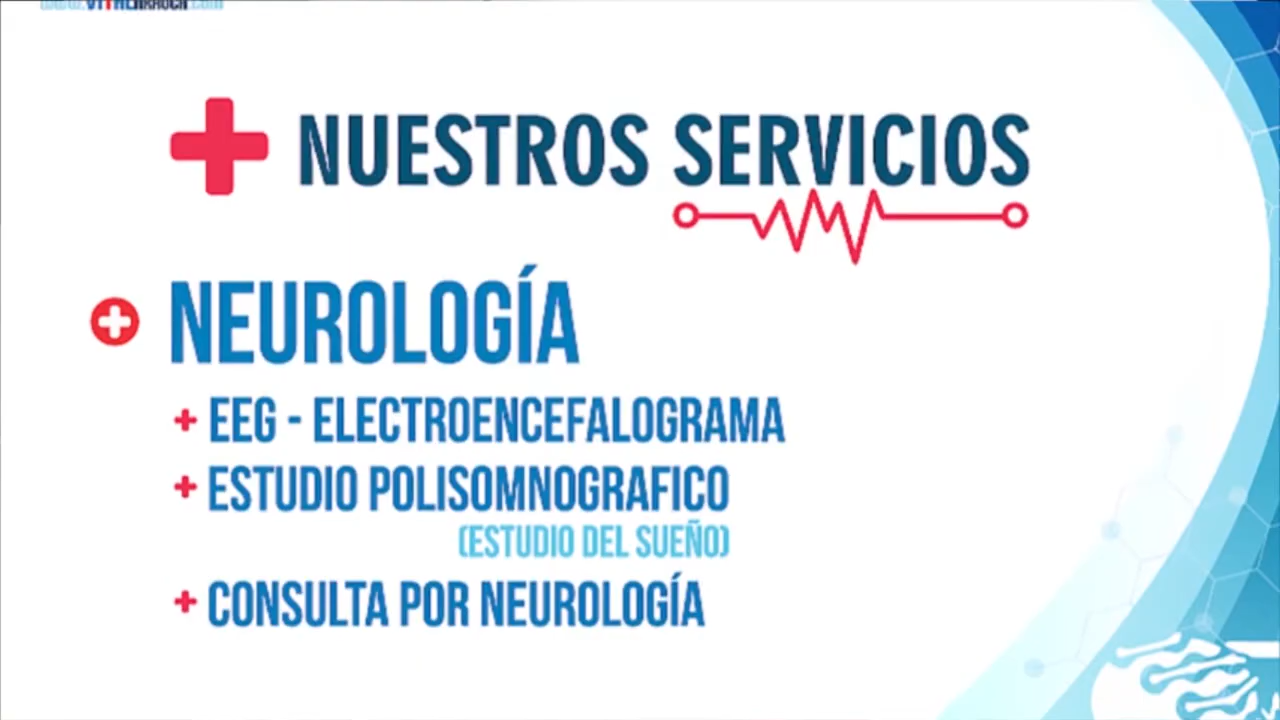 NUESTROS SERVICIOS
NEUROLOGÍA
EEG - ELECTROENCEFALOGRAMA
ESTUDIO POLISOMNOGRAFICO
(ESTUDIO DEL SUEÑO)
CONSULTA POR NEUROLOGÍA